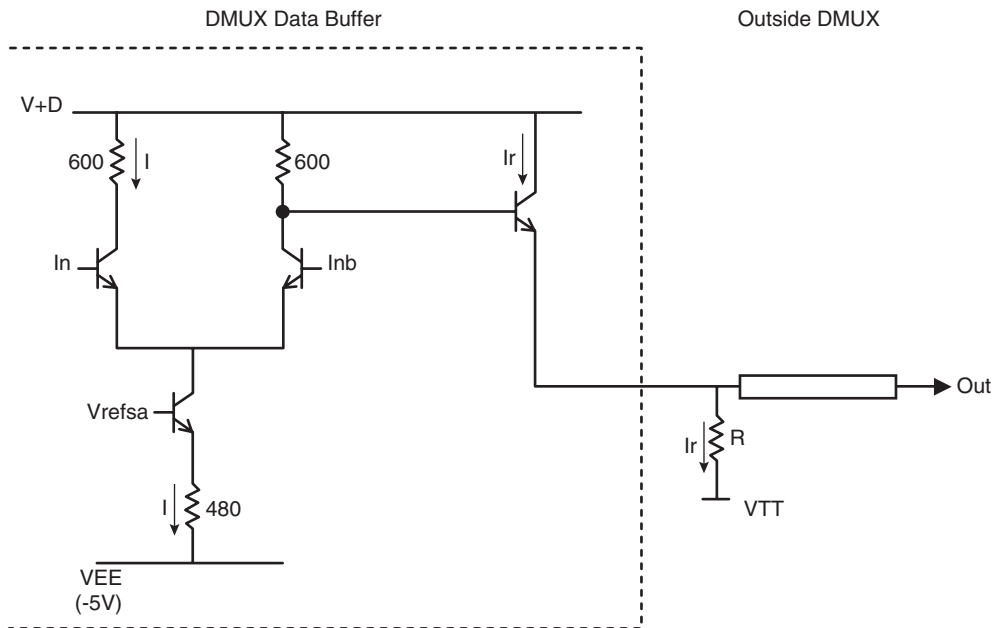 DMUX Data Buffer
Outside DMUX
V+D
600
I
600
Ir
In
Inb
Vrefsa
Out
Ir
R
VTT
I
480
VEE
(-5V)